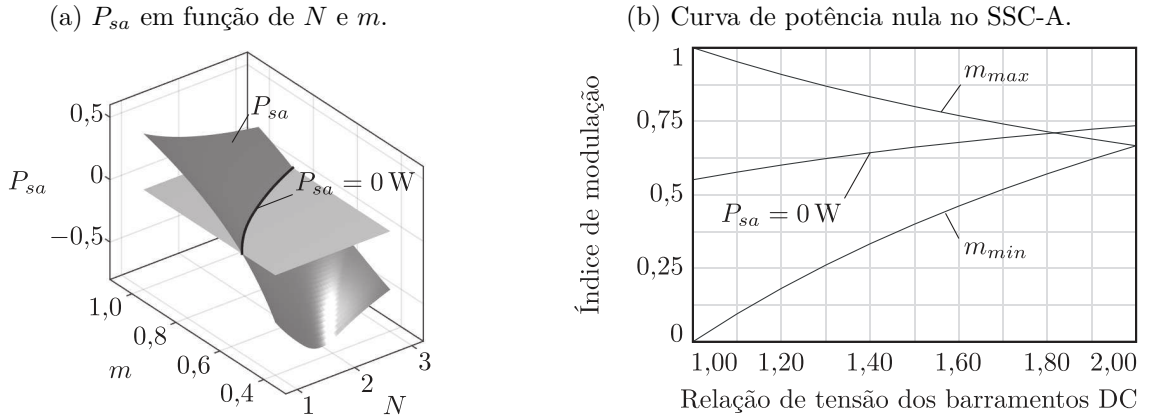 (a) P_sa em função de N e m.
0,5
0
−0,5
P_sa
P_sa
P_sa = 0 W
1,0
0,8
0,6
0,4
m
1
2
3
N
(b) Curva de potência nula no SSC-A.
1
0,75
0,5
0,25
0
Índice de modulação
m_max
P_sa = 0 W
m_min
1,00 1,20 1,40 1,60 1,80 2,00
Relação de tensão dos barramentos DC